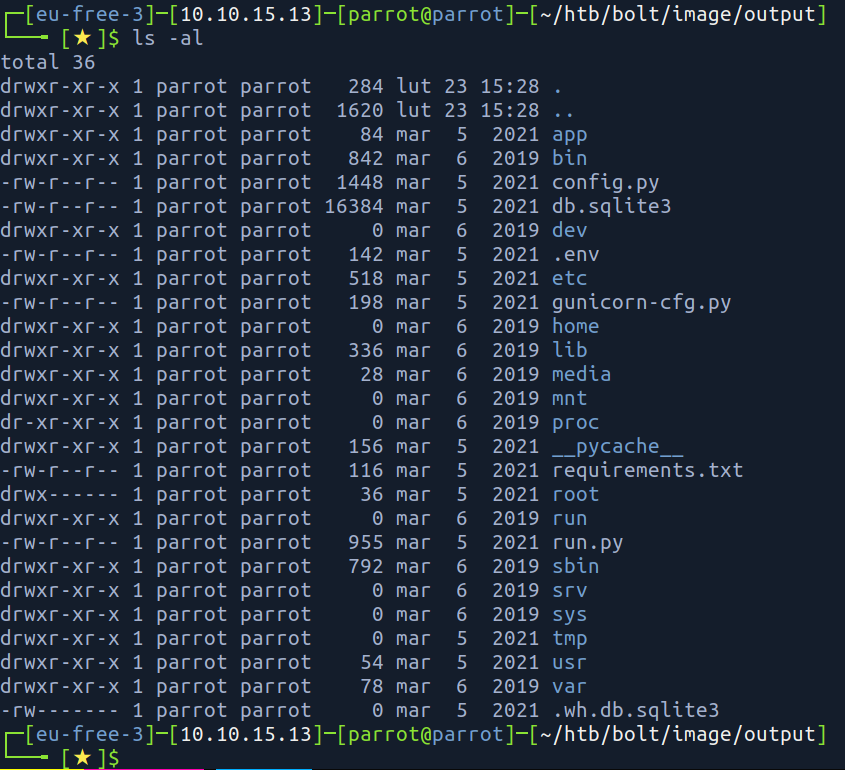 ┌─[eu-free-3]─[10.10.15.13]─[parrot@parrot]─[~/htb/bolt/image/output]
└──╼ [★]$ ls -al
total 36
drwxr-xr-x 1 parrot parrot   284 lut 23 15:28 .
drwxr-xr-x 1 parrot parrot  1620 lut 23 15:28 ..
drwxr-xr-x 1 parrot parrot    84 mar  5  2021 app
drwxr-xr-x 1 parrot parrot   842 mar  6  2019 bin
-rw-r--r-- 1 parrot parrot  1448 mar  5  2021 config.py
-rw-r--r-- 1 parrot parrot 16384 mar  5  2021 db.sqlite3
drwxr-xr-x 1 parrot parrot     0 mar  6  2019 dev
-rw-r--r-- 1 parrot parrot   142 mar  5  2021 .env
drwxr-xr-x 1 parrot parrot   518 mar  5  2021 etc
-rw-r--r-- 1 parrot parrot   198 mar  5  2021 gunicorn-cfg.py
drwxr-xr-x 1 parrot parrot     0 mar  6  2019 home
drwxr-xr-x 1 parrot parrot   336 mar  6  2019 lib
drwxr-xr-x 1 parrot parrot    28 mar  6  2019 media
drwxr-xr-x 1 parrot parrot     0 mar  6  2019 mnt
dr-xr-xr-x 1 parrot parrot     0 mar  6  2019 proc
drwxr-xr-x 1 parrot parrot   156 mar  5  2021 __pycache__
-rw-r--r-- 1 parrot parrot   116 mar  5  2021 requirements.txt
drwx------ 1 parrot parrot    36 mar  5  2021 root
drwxr-xr-x 1 parrot parrot     0 mar  6  2019 run
-rw-r--r-- 1 parrot parrot   955 mar  5  2021 run.py
drwxr-xr-x 1 parrot parrot   792 mar  6  2019 sbin
drwxr-xr-x 1 parrot parrot     0 mar  6  2019 srv
drwxr-xr-x 1 parrot parrot     0 mar  6  2019 sys
drwxr-xr-x 1 parrot parrot     0 mar  5  2021 tmp
drwxr-xr-x 1 parrot parrot    54 mar  5  2021 usr
drwxr-xr-x 1 parrot parrot    78 mar  6  2019 var
-rw------- 1 parrot parrot     0 mar  5  2021 .wh.db.sqlite3
┌─[eu-free-3]─[10.10.15.13]─[parrot@parrot]─[~/htb/bolt/image/output]
└──╼ [★]$